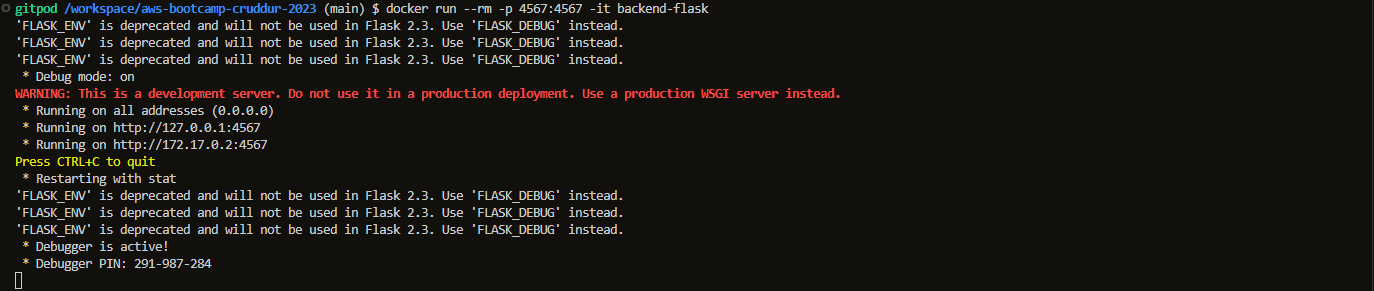 gitpod /workspace/aws-bootcamp-cruddur-2023 (main) $ docker run --rm -p 4567:4567 -it backend-flask
'FLASK_ENV' is deprecated and will not be used in Flask 2.3. Use 'FLASK_DEBUG' instead.
'FLASK_ENV' is deprecated and will not be used in Flask 2.3. Use 'FLASK_DEBUG' instead.
'FLASK_ENV' is deprecated and will not be used in Flask 2.3. Use 'FLASK_DEBUG' instead.
 * Debug mode: on
WARNING: This is a development server. Do not use it in a production deployment. Use a production WSGI server instead.
 * Running on all addresses (0.0.0.0)
 * Running on http://127.0.0.1:4567
 * Running on http://172.17.0.2:4567
Press CTRL+C to quit
 * Restarting with stat
'FLASK_ENV' is deprecated and will not be used in Flask 2.3. Use 'FLASK_DEBUG' instead.
'FLASK_ENV' is deprecated and will not be used in Flask 2.3. Use 'FLASK_DEBUG' instead.
'FLASK_ENV' is deprecated and will not be used in Flask 2.3. Use 'FLASK_DEBUG' instead.
 * Debugger is active!
 * Debugger PIN: 291-987-284